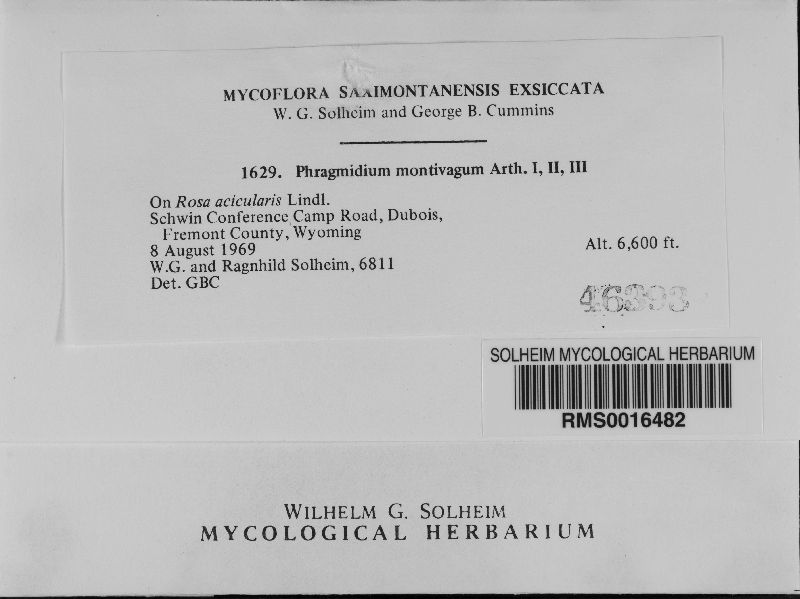 MYCOFLORA SAXIMONTANENSIS EXSICCATA
W. G. Solheim and George B. Cummins
1629. Phragmidium montivagum Arth. I, II, III
On Rosa acicularis Lindl.
Schwin Conference Camp Road, Dubois,
Fremont County, Wyoming
8 August 1969
Alt. 6,600 ft.
W.G. and Ragnhild Solheim, 6811
Det. GBC
46393
SOLHEIM MYCOLOGICAL HERBARIUM
RMS0016482
WILHELM G. SOLHEIM
MYCOLOGICAL HERBARIUM